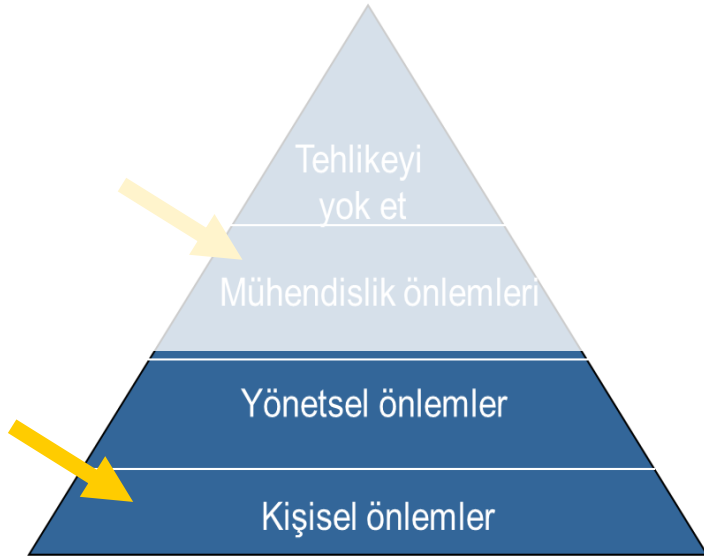 Tehlikeyi
yok et
Mühendislik önlemleri
Yönetsel önlemler
Kişisel önlemler